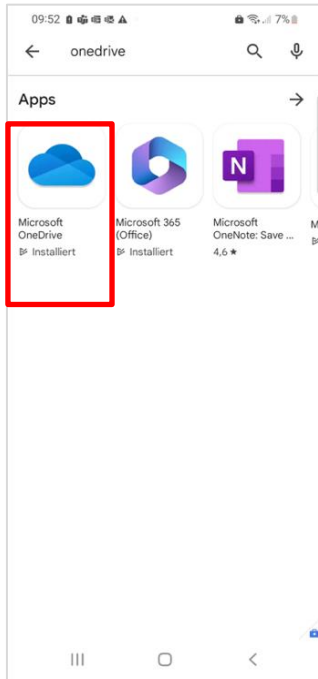 09:52
7%
onedrive
Apps
Microsoft
OneDrive
Installiert
Microsoft 365
(Office)
Installiert
N
Microsoft
OneNote: Save ...
4,6 ★
M